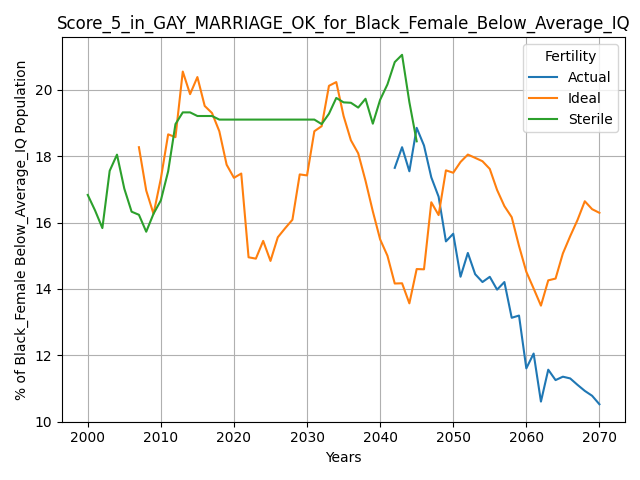 Score_5_in_GAY_MARRIAGE_OK_for_Black_Female_Below_Average_IQ
% of Black_Female Below_Average_IQ Population
20
18
16
14
12
10
Fertility
Actual
Ideal
Sterile
2000 2010 2020 2030 2040 2050 2060 2070
Years